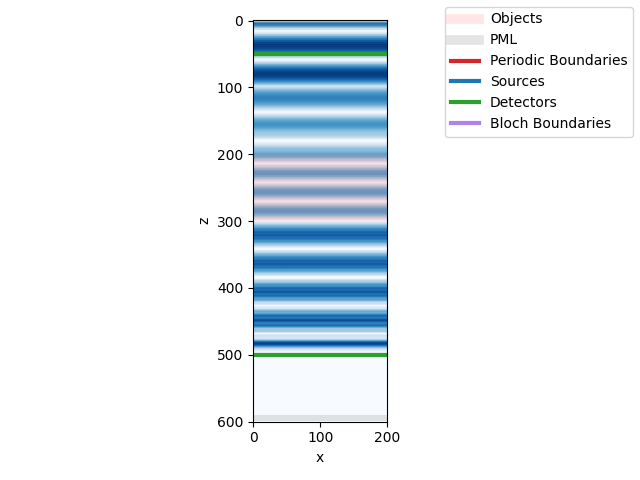 Objects
PML
Periodic Boundaries
Sources
Detectors
Bloch Boundaries
0
100
200
300
400
500
600
z
0 100 200
x